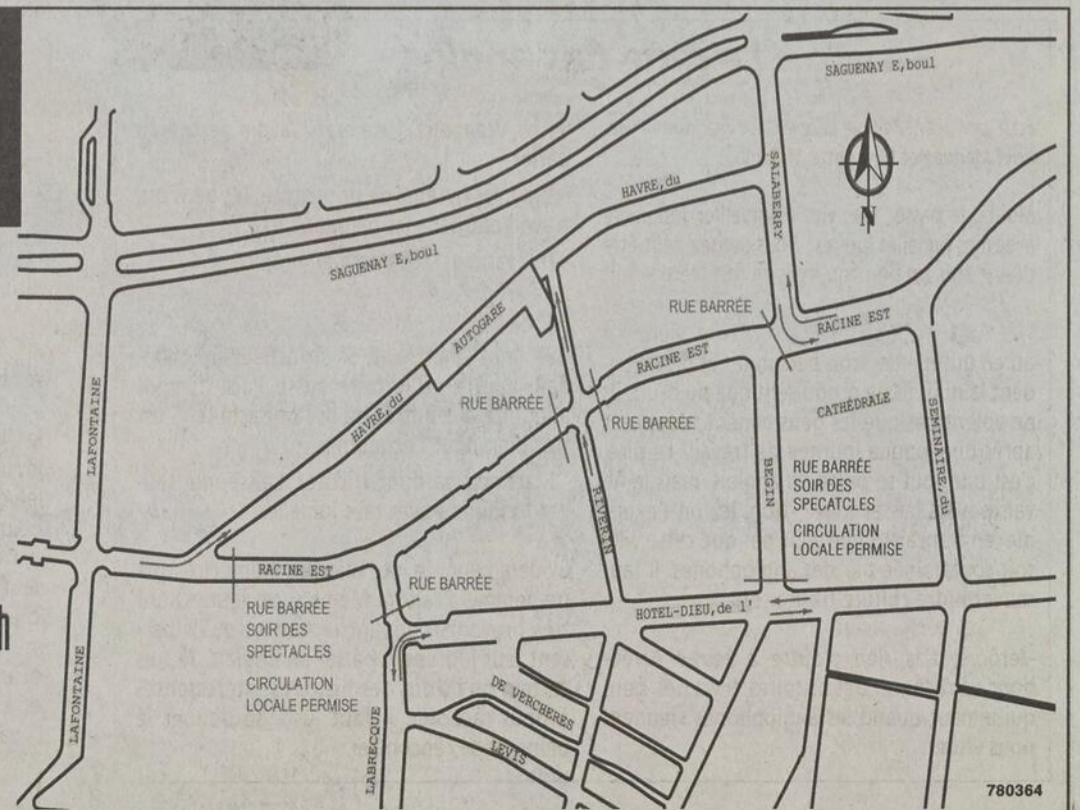 SAGUENAY E,boul
SALABERRY
HAVRE,du
N
SAGUENAY E,boul
RUE BARRÉE
RACINE EST
AUTOGARE
RACINE EST
LAFONTAINE
HAVRE,du
RUE BARRÉE
RUE BARRÉE
CATHÉDRALE
SEMINAIRE,du
BEGIN
RUE BARRÉE
SOIR DES
SPECATCLES
CIRCULATION
LOCALE PERMISE
RIVERIN
RACINE EST
RUE BARRÉE
RUE BARRÉE
SOIR DES
SPECTACLES
CIRCULATION
LOCALE PERMISE
HOTEL-DIEU,de l'
LAFONTAINE
LABRECQUE
DE VERCHERES
LEVIS
780364